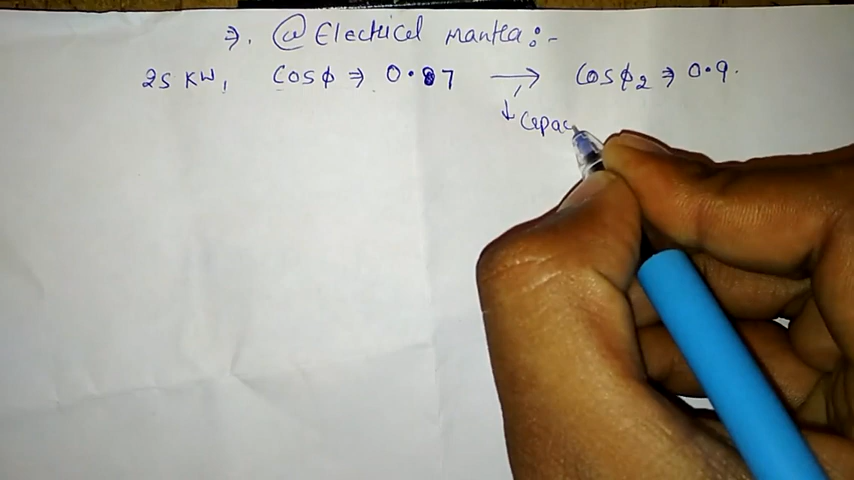 ⇒. @ Electrical mantra:-
25 KW, Cosϕ ⇒ 0.87 → Cosϕ2 ⇒ 0.9.
↓ Capac